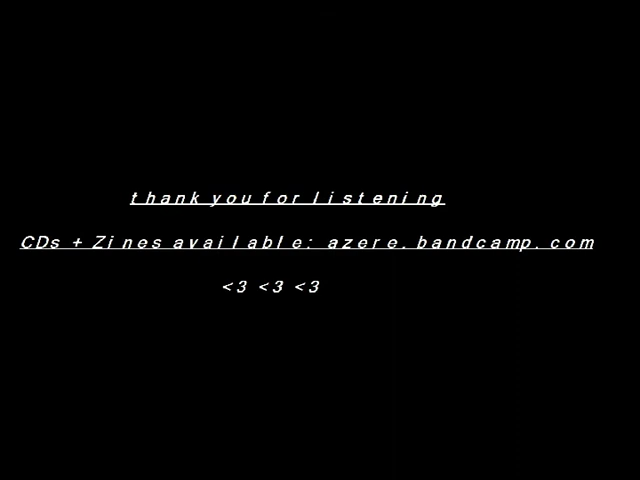 thank you for listening
CDs + Zines available: azere.bandcamp.com
<3 <3 <3